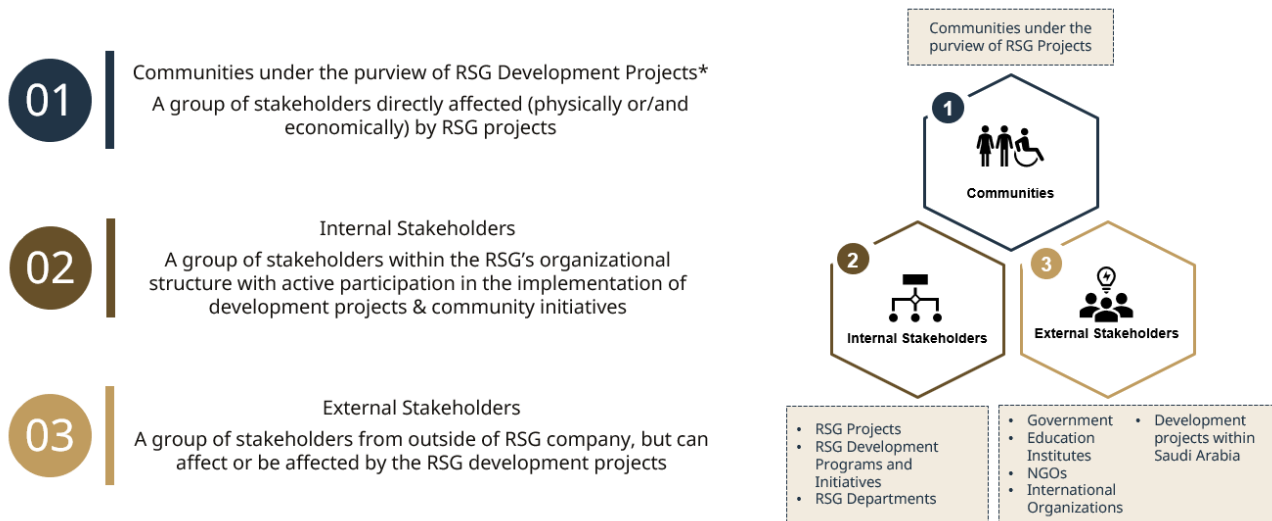 01
Communities under the purview of RSG Development Projects*
A group of stakeholders directly affected (physically or/and
economically) by RSG projects
02
Internal Stakeholders
A group of stakeholders within the RSG’s organizational
structure with active participation in the implementation of
development projects & community initiatives
03
External Stakeholders
A group of stakeholders from outside of RSG company, but can
affect or be affected by the RSG development projects
Communities under the
purview of RSG Projects
1
Communities
2
Internal Stakeholders
3
External Stakeholders
• RSG Projects
• RSG Development
Programs and
Initiatives
• RSG Departments
• Government
• Education
Institutes
• NGOs
• International
Organizations
• Development
projects within
Saudi Arabia